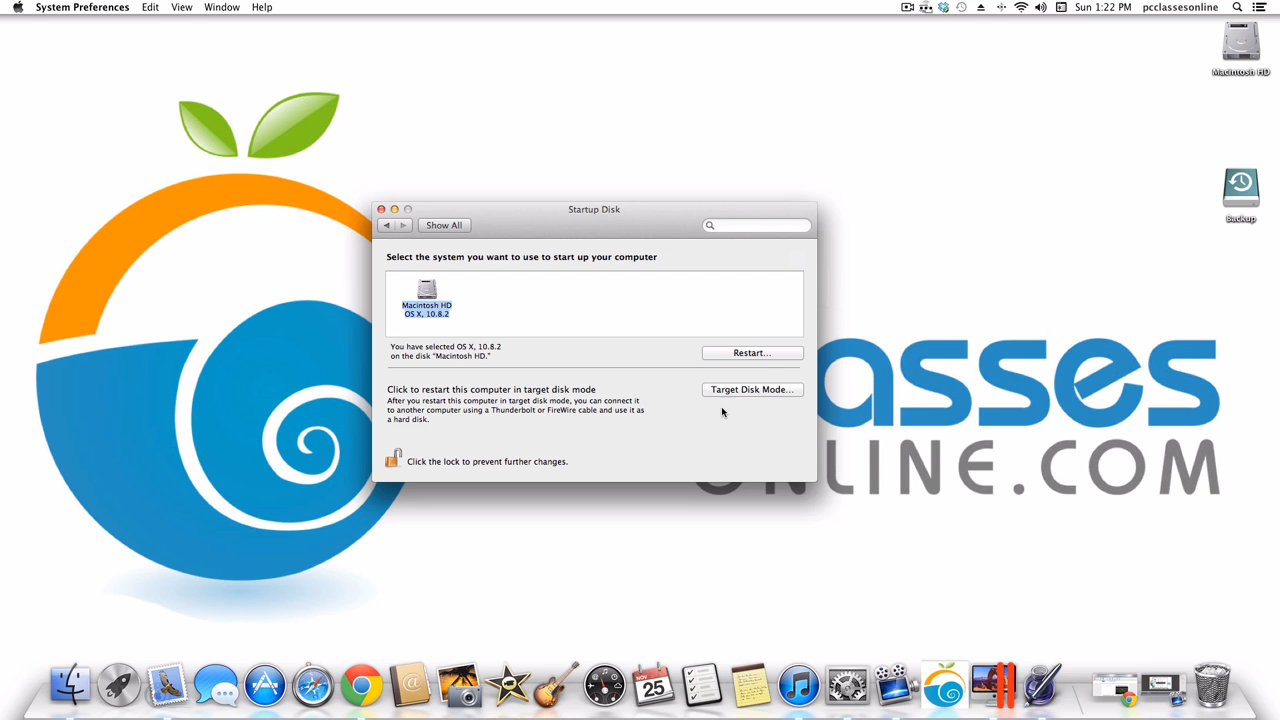 System Preferences Edit View Window Help
Sun 1:22 PM pcclassesonline
Macintosh HD
Backup
Startup Disk
Show All
Select the system you want to use to start up your computer
Macintosh HD
OS X, 10.8.2
You have selected OS X, 10.8.2
on the disk "Macintosh HD."
Restart...
Click to restart this computer in target disk mode
Target Disk Mode...
After you restart this computer in target disk mode, you can connect it
to another computer using a Thunderbolt or FireWire cable and use it as
a hard disk.
Click the lock to prevent further changes.
asses
ONLINE.COM
NOV
25